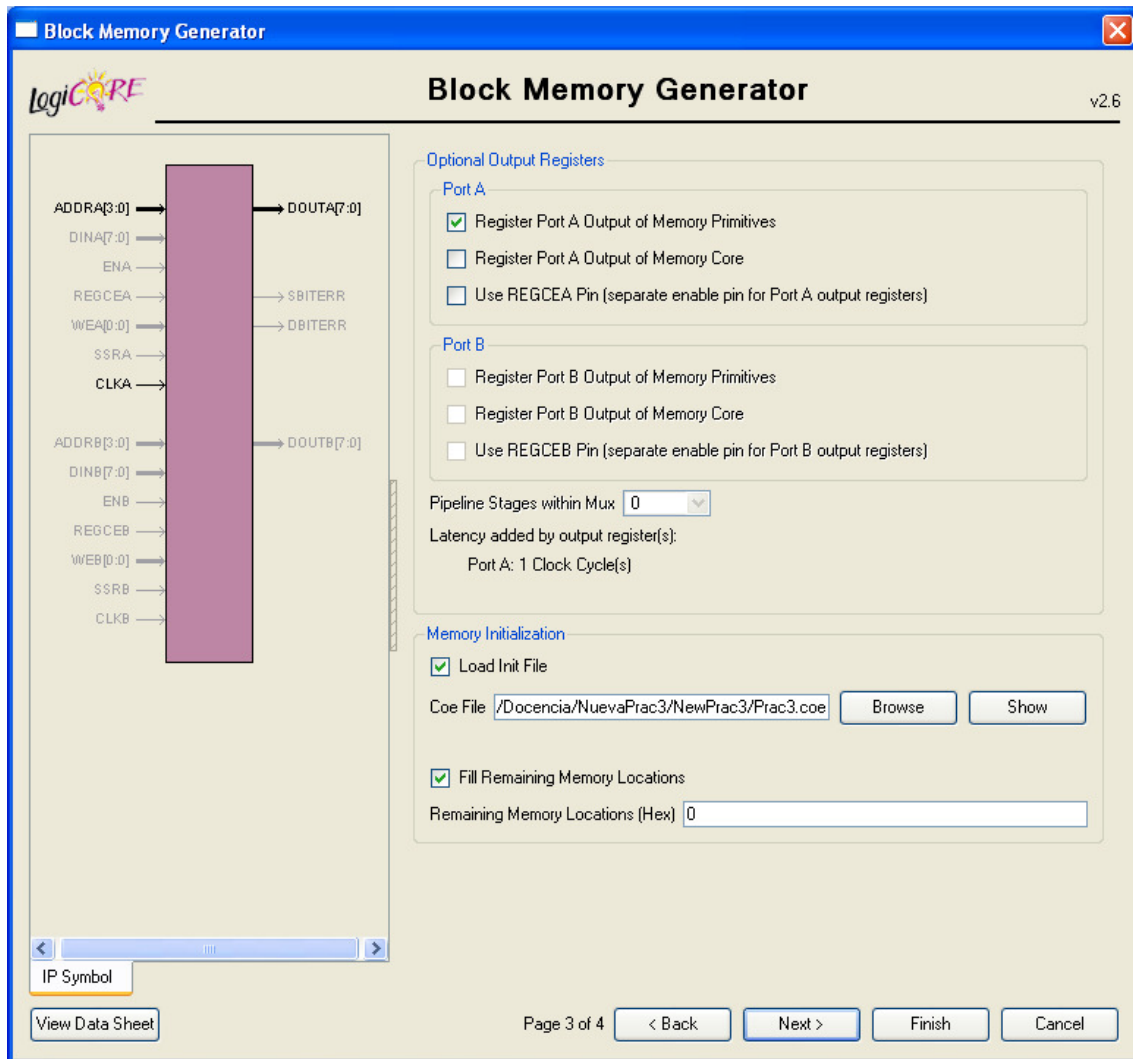 Block Memory Generator
LogiCORE
Block Memory Generator
v2.6
ADDRA[3:0]
DOUTA[7:0]
DINA[7:0]
ENA
REGCEA
SBITERR
WEA[0:0]
DBITERR
SSRA
CLKA
ADDRB[3:0]
DOUTB[7:0]
DINB[7:0]
ENB
REGCEB
WEB[0:0]
SSRB
CLKB
IP Symbol
Optional Output Registers
Port A
Register Port A Output of Memory Primitives
Register Port A Output of Memory Core
Use REGCEA Pin (separate enable pin for Port A output registers)
Port B
Register Port B Output of Memory Primitives
Register Port B Output of Memory Core
Use REGCEB Pin (separate enable pin for Port B output registers)
Pipeline Stages within Mux 0
Latency added by output register(s):
Port A: 1 Clock Cycle(s)
Memory Initialization
Load Init File
Coe File /Docencia/NuevaPrac3/NewPrac3/Prac3.coe Browse Show
Fill Remaining Memory Locations
Remaining Memory Locations (Hex) 0
View Data Sheet Page 3 of 4 < Back Next > Finish Cancel